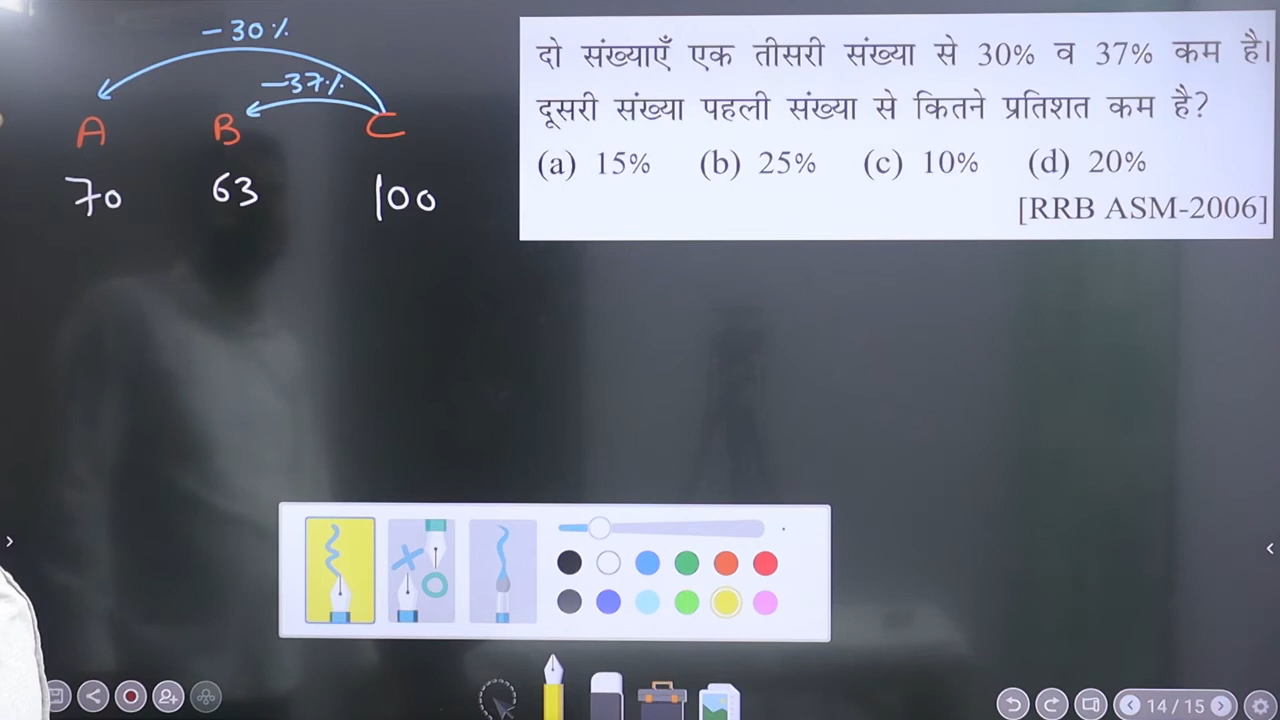 -30%
-37%
A B C
70 63 100
दो संख्याएँ एक तीसरी संख्या से 30% व 37% कम है।
दूसरी संख्या पहली संख्या से कितने प्रतिशत कम है?
(a) 15% (b) 25% (c) 10% (d) 20%
[RRB ASM-2006]
14 / 15